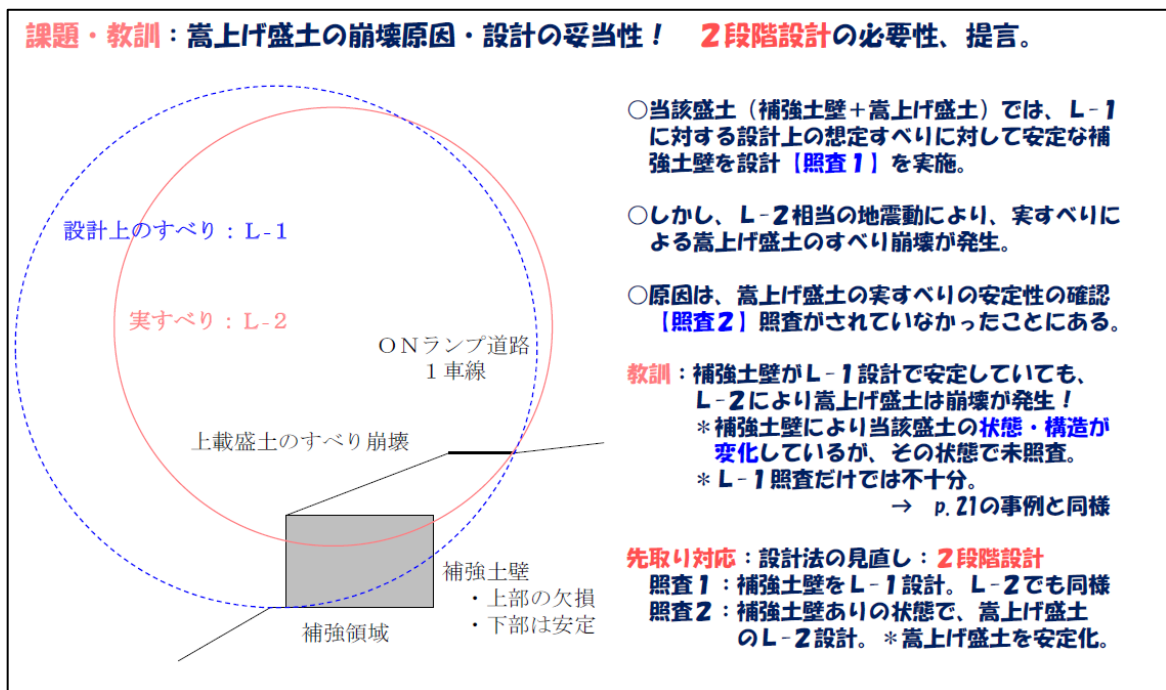 課題・教訓：嵩上げ盛土の崩壊原因・設計の妥当性！　２段階設計の必要性、提言。
設計上のすべり：L-1
実すべり：L-2
ＯＮランプ道路
１車線
上載盛土のすべり崩壊
補強土壁
・上部の欠損
・下部は安定
補強領域
○当該盛土（補強土壁＋嵩上げ盛土）では、Ｌ-１
に対する設計上の想定すべりに対して安定な補
強土壁を設計【照査１】を実施。
○しかし、Ｌ-２相当の地震動により、実すべりに
よる嵩上げ盛土のすべり崩壊が発生。
○原因は、嵩上げ盛土の実すべりの安定性の確認
【照査２】照査がされていなかったことにある。
教訓：補強土壁がＬ-１設計で安定していても、
Ｌ-２により嵩上げ盛土は崩壊が発生！
＊補強土壁により当該盛土の状態・構造が
変化しているが、その状態で未照査。
＊Ｌ-１照査だけでは不十分。
→　p.21の事例と同様
先取り対応：設計法の見直し：２段階設計
照査１：補強土壁をＬ-１設計。Ｌ-２でも同様
照査２：補強土壁ありの状態で、嵩上げ盛土
のＬ-２設計。＊嵩上げ盛土を安定化。